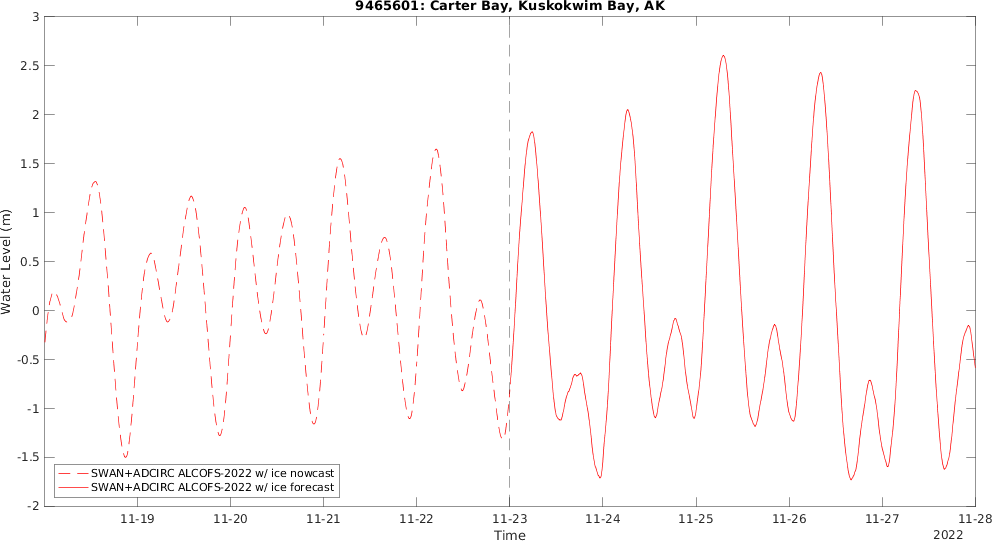 9465601: Carter Bay, Kuskokwim Bay, AK
3
2.5
2
1.5
1
0.5
0
-0.5
-1
-1.5
-2
Water Level (m)
SWAN+ADCIRC ALCOFS-2022 w/ ice nowcast
SWAN+ADCIRC ALCOFS-2022 w/ ice forecast
11-19 11-20 11-21 11-22 11-23 11-24 11-25 11-26 11-27 11-28
Time
2022